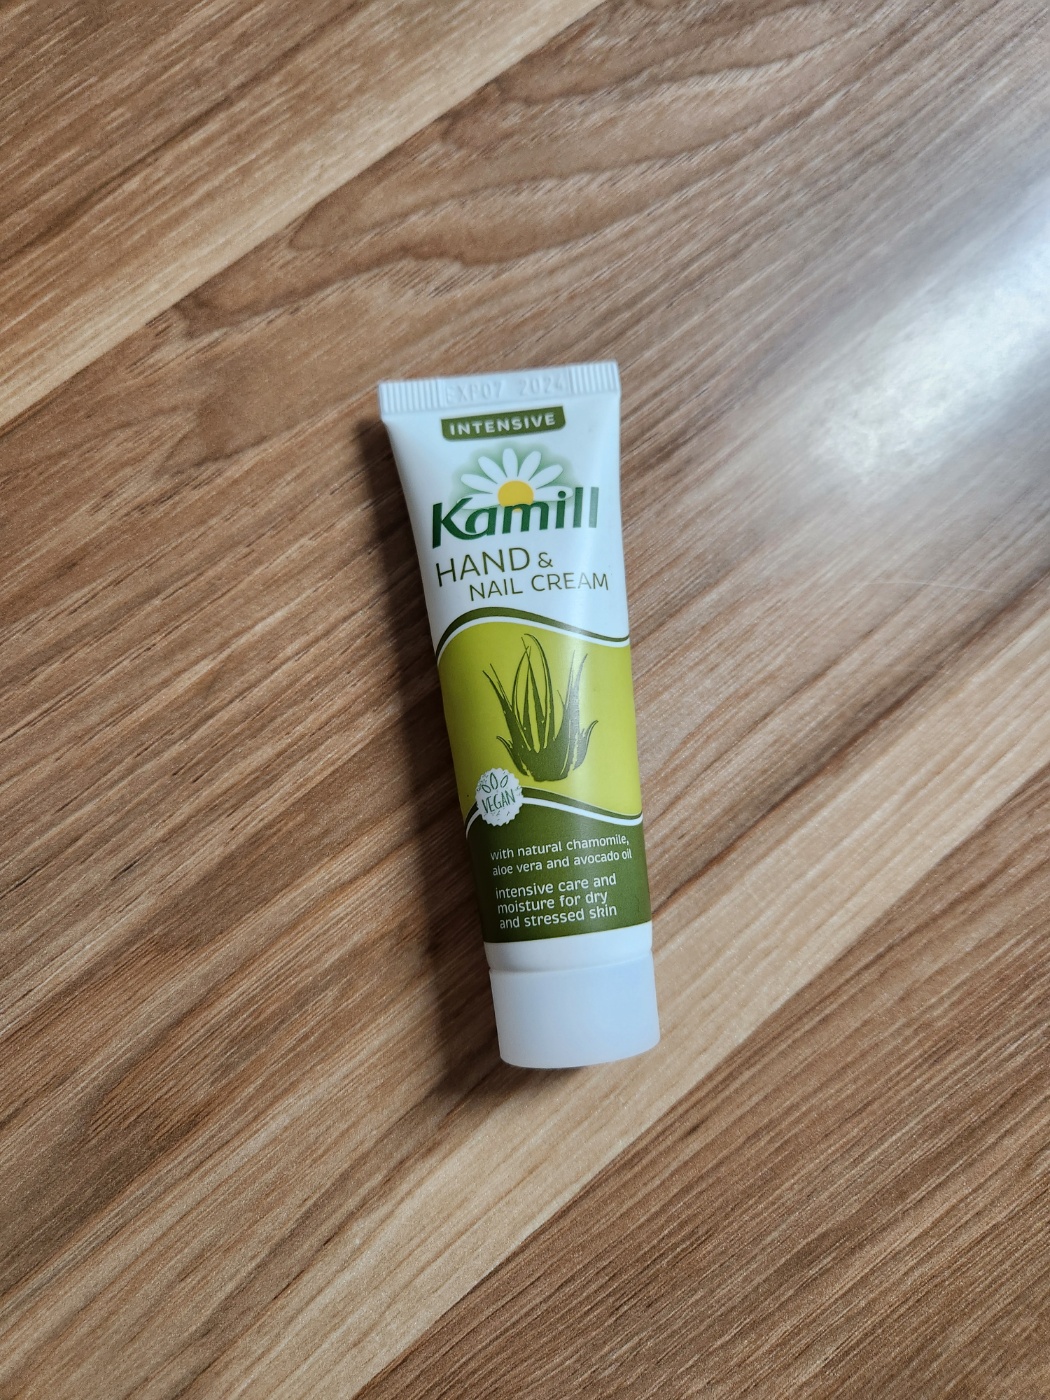 EXP07 2024
INTENSIVE
Kamill
HAND &
NAIL CREAM
VEGAN
with natural chamomile,
aloe vera and avocado oil
intensive care and
moisture for dry
and stressed skin